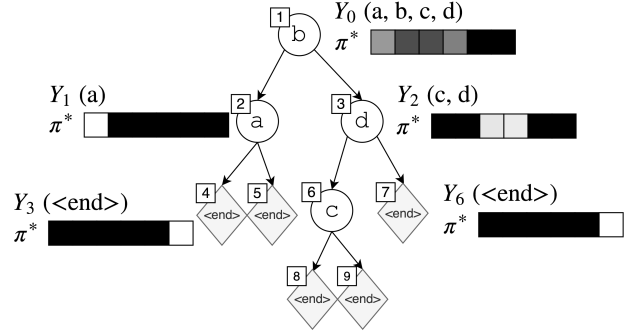 1
b
Y₀ (a, b, c, d)
π*
2
a
Y₁ (a)
π*
3
d
Y₂ (c, d)
π*
4
<end>
5
<end>
6
c
7
<end>
Y₃ (<end>)
π*
Y₆ (<end>)
π*
8
<end>
9
<end>